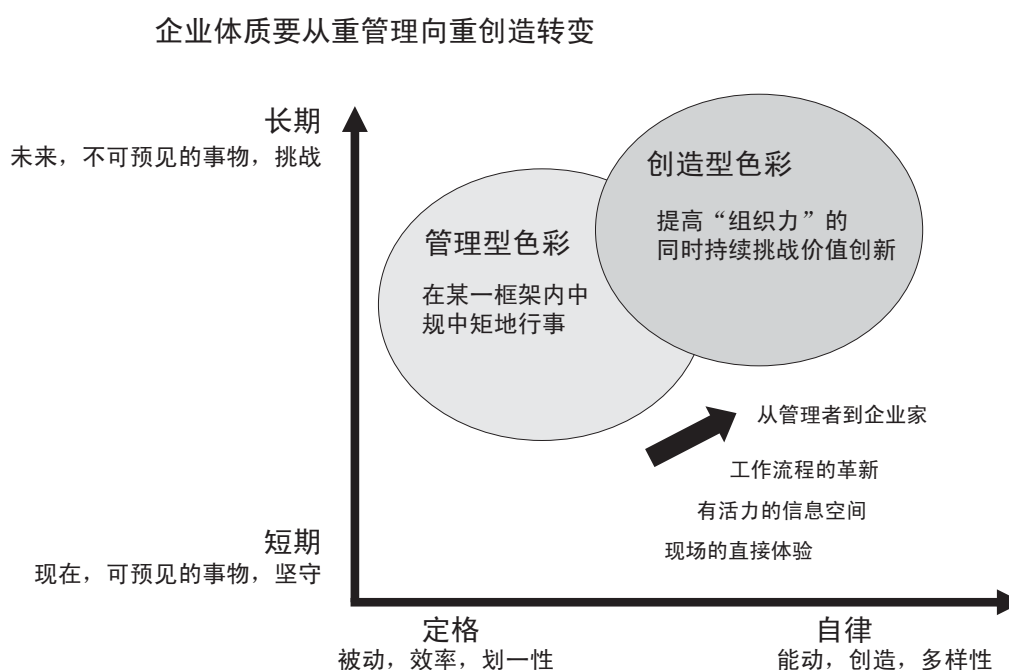 企业体质要从重管理向重创造转变
长期
未来，不可预见的事物，挑战
创造型色彩
提高“组织力”的
同时持续挑战价值创新
管理型色彩
在某一框架内中
规中矩地行事
从管理者到企业家
工作流程的革新
有活力的信息空间
现场的直接体验
短期
现在，可预见的事物，坚守
定格
被动，效率，划一性
自律
能动，创造，多样性